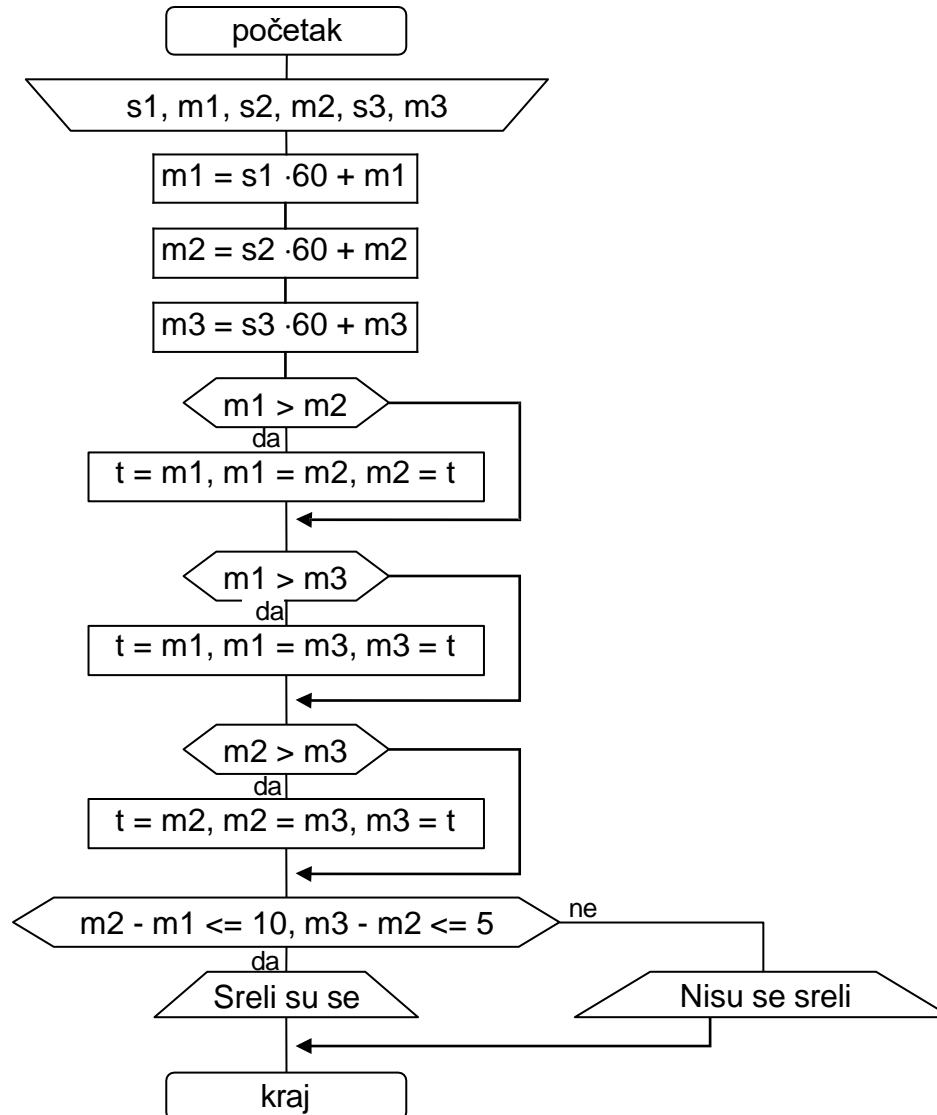 početak
s1, m1, s2, m2, s3, m3
m1 = s1 ·60 + m1
m2 = s2 ·60 + m2
m3 = s3 ·60 + m3
m1 > m2
da
t = m1, m1 = m2, m2 = t
m1 > m3
da
t = m1, m1 = m3, m3 = t
m2 > m3
da
t = m2, m2 = m3, m3 = t
m2 - m1 <= 10, m3 - m2 <= 5
ne
da
Sreli su se
Nisu se sreli
kraj